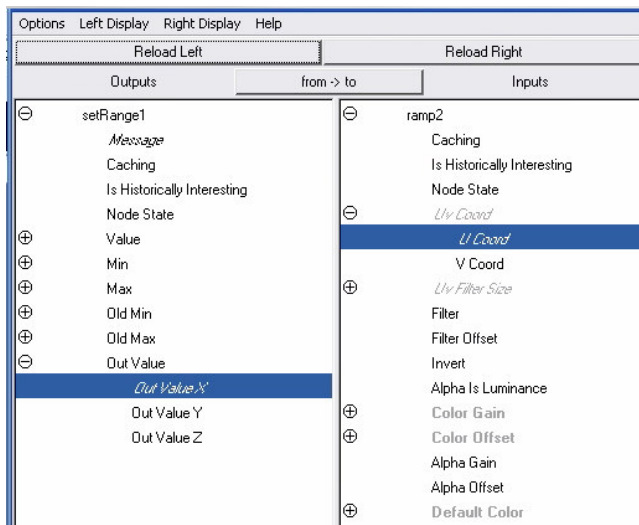 Options Left Display Right Display Help
Reload Left Reload Right
Outputs from -> to Inputs
setRange1
Message
Caching
Is Historically Interesting
Node State
Value
Min
Max
Old Min
Old Max
Out Value
Out Value X
Out Value Y
Out Value Z
ramp2
Caching
Is Historically Interesting
Node State
Uv Coord
U Coord
V Coord
Uv Filter Size
Filter
Filter Offset
Invert
Alpha Is Luminance
Color Gain
Color Offset
Alpha Gain
Alpha Offset
Default Color